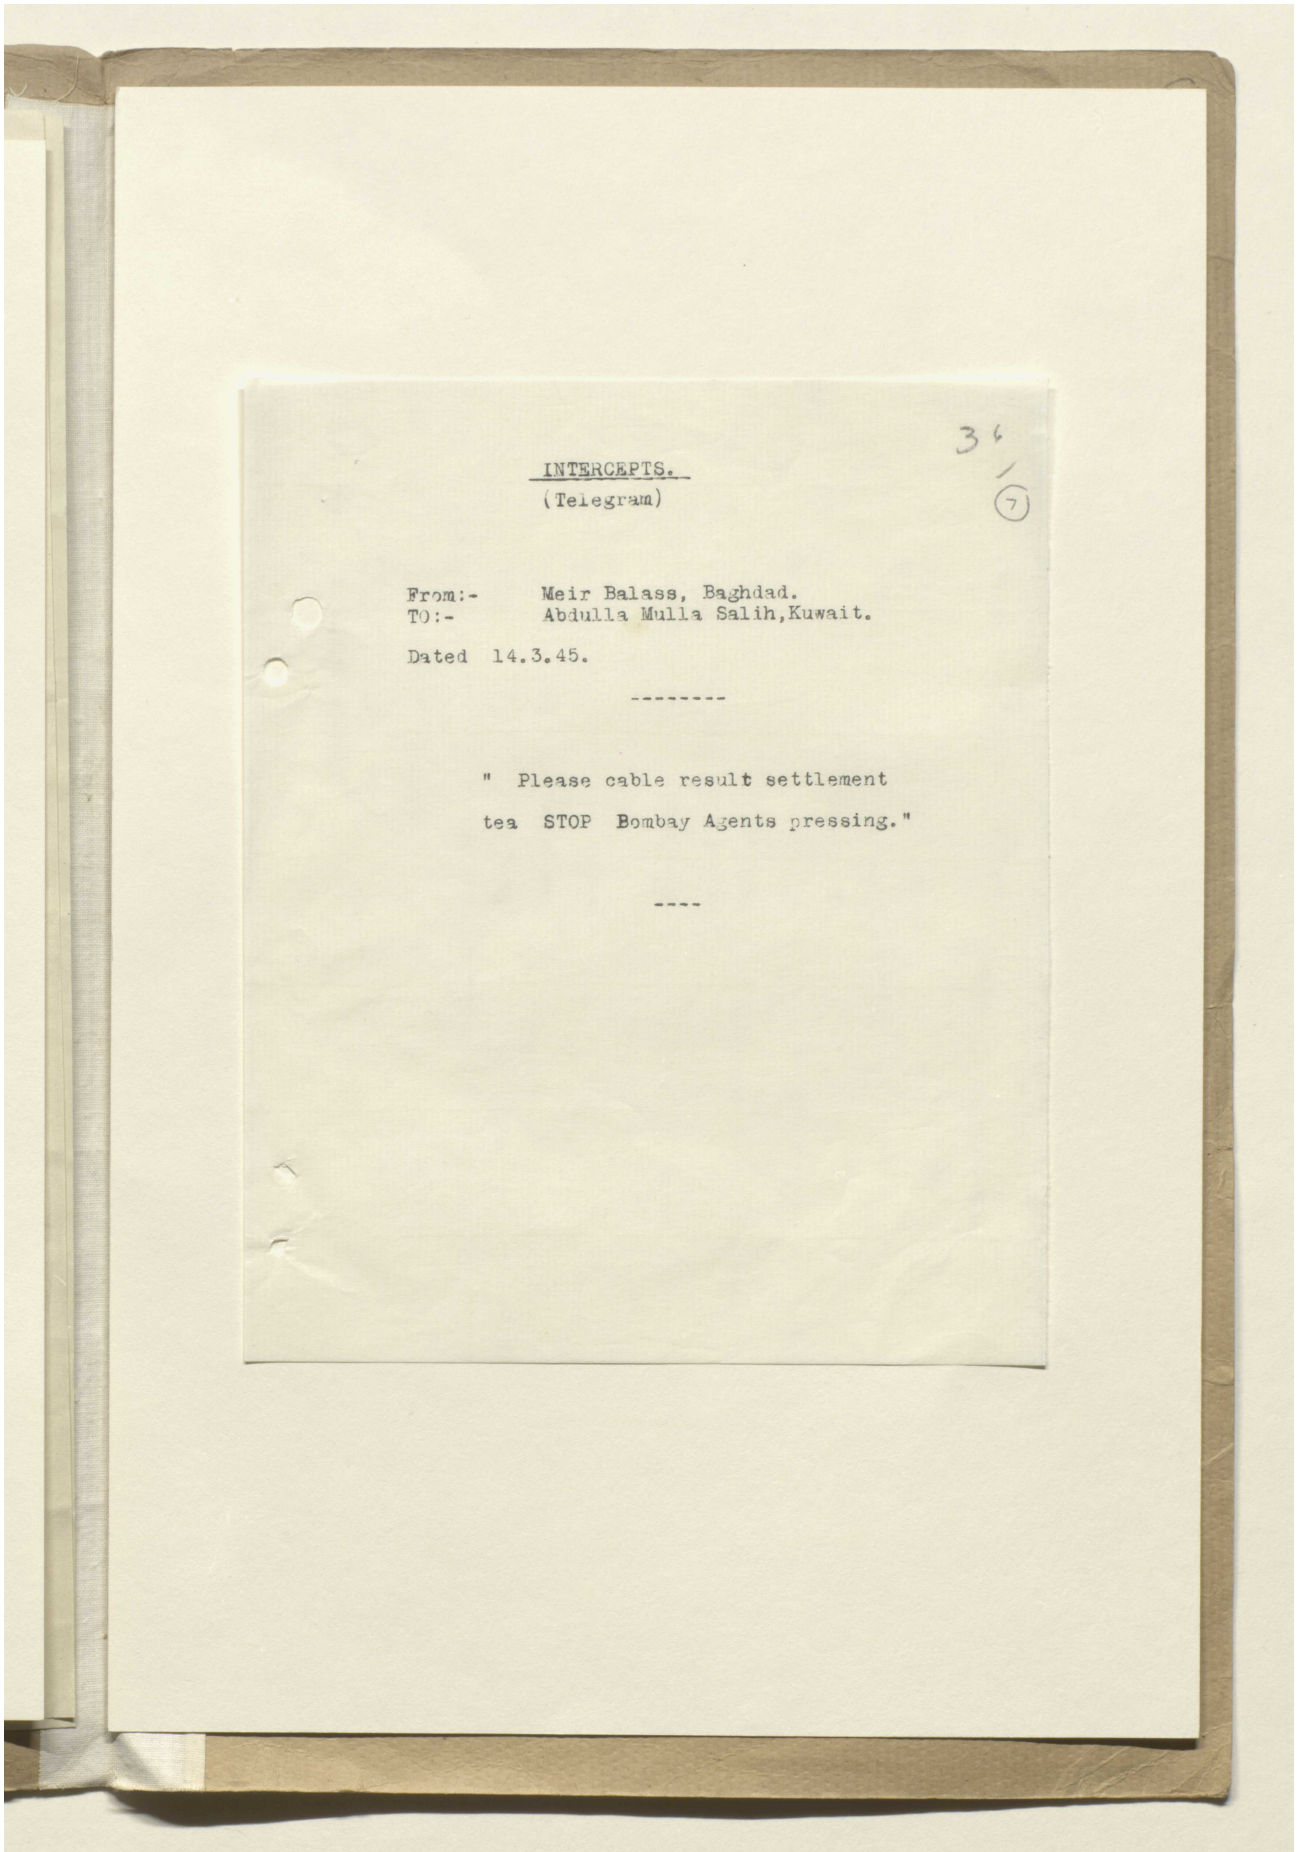 36
INTERCEPTS.
(Telegram)
7
From:- Meir Balass, Baghdad.
TO:- Abdulla Mulla Salih,Kuwait.
Dated 14.3.45.
--------
" Please cable result settlement
tea STOP Bombay Agents pressing."
----